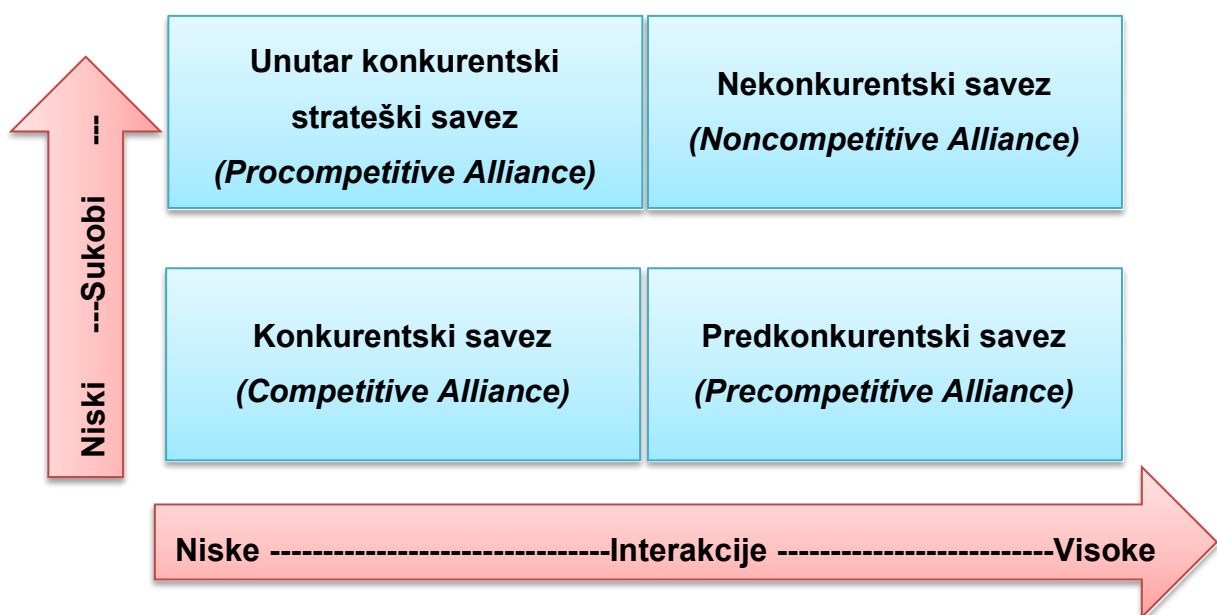 Unutar konkurentski
strateški savez
(Procompetitive Alliance)
Nekonkurentski savez
(Noncompetitive Alliance)
Niski ---Sukobi ---
Konkurentski savez
(Competitive Alliance)
Predkonkurentski savez
(Precompetitive Alliance)
Niske --------------------------------Interakcije --------------------------Visoke